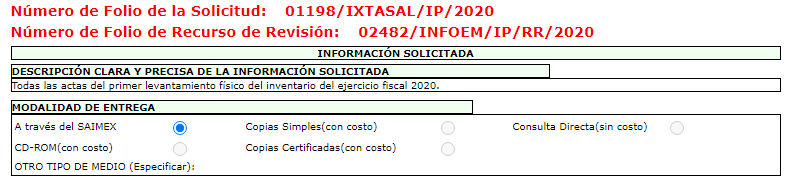 Número de Folio de la Solicitud: 01198/IXTASAL/IP/2020
Número de Folio de Recurso de Revisión: 02482/INFOEM/IP/RR/2020
INFORMACIÓN SOLICITADA
DESCRIPCIÓN CLARA Y PRECISA DE LA INFORMACIÓN SOLICITADA
Todas las actas del primer levantamiento físico del inventario del ejercicio fiscal 2020.
MODALIDAD DE ENTREGA
A través del SAIMEX Copias Simples(con costo) Consulta Directa(sin costo)
CD-ROM(con costo) Copias Certificadas(con costo)
OTRO TIPO DE MEDIO (Especificar):